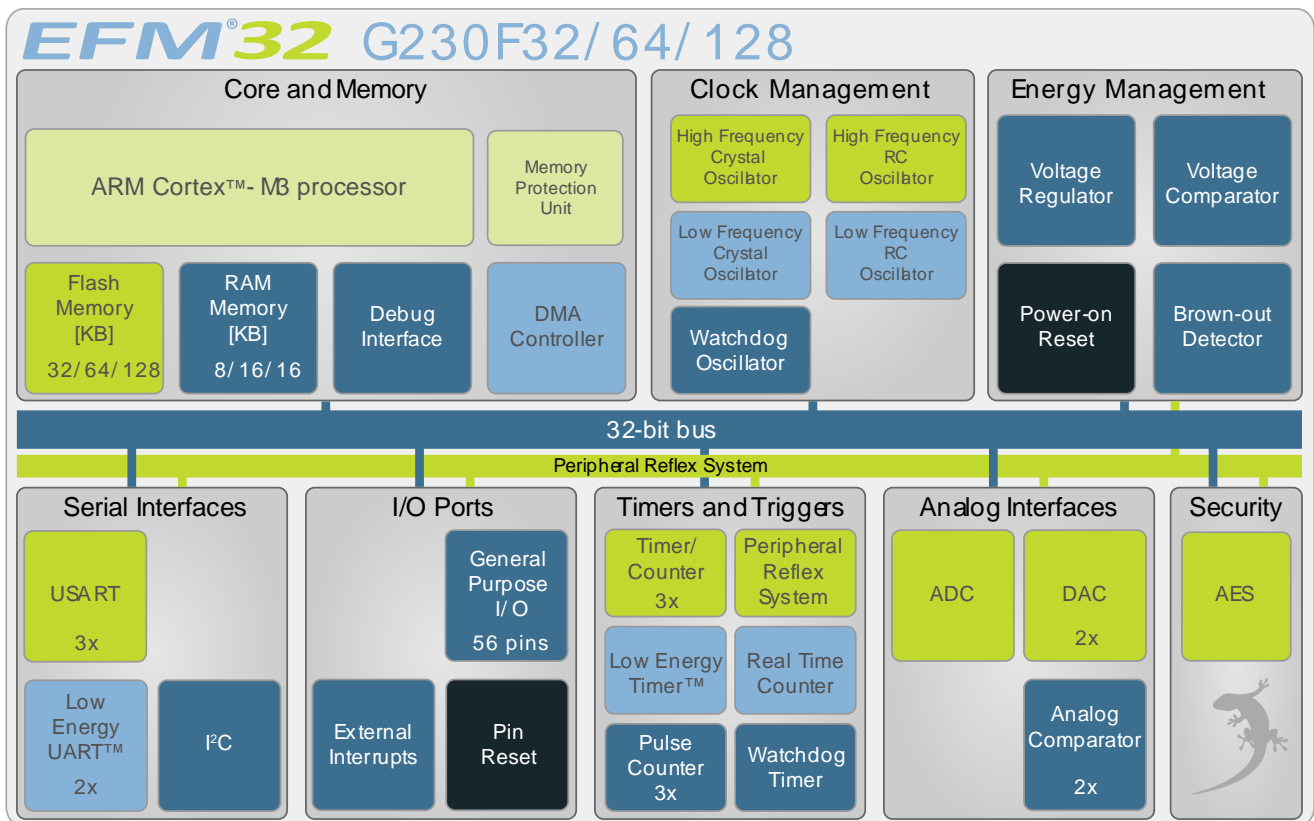 EFM®32 G230F32/64/128
Core and Memory
ARM Cortex™-M3 processor
Memory
Protection
Unit
Flash
Memory
[KB]
32/64/128
RAM
Memory
[KB]
8/16/16
Debug
Interface
DMA
Controller
Clock Management
High Frequency
Crystal
Oscillator
High Frequency
RC
Oscillator
Low Frequency
Crystal
Oscillator
Low Frequency
RC
Oscillator
Watchdog
Oscillator
Energy Management
Voltage
Regulator
Voltage
Comparator
Power-on
Reset
Brown-out
Detector
32-bit bus
Peripheral Reflex System
Serial Interfaces
USART
3x
Low
Energy
UART™
2x
I²C
I/O Ports
General
Purpose
I/O
56 pins
External
Interrupts
Pin
Reset
Timers and Triggers
Timer/
Counter
3x
Peripheral
Reflex
System
Low Energy
Timer™
Real Time
Counter
Pulse
Counter
3x
Watchdog
Timer
Analog Interfaces
ADC
DAC
2x
Analog
Comparator
2x
Security
AES